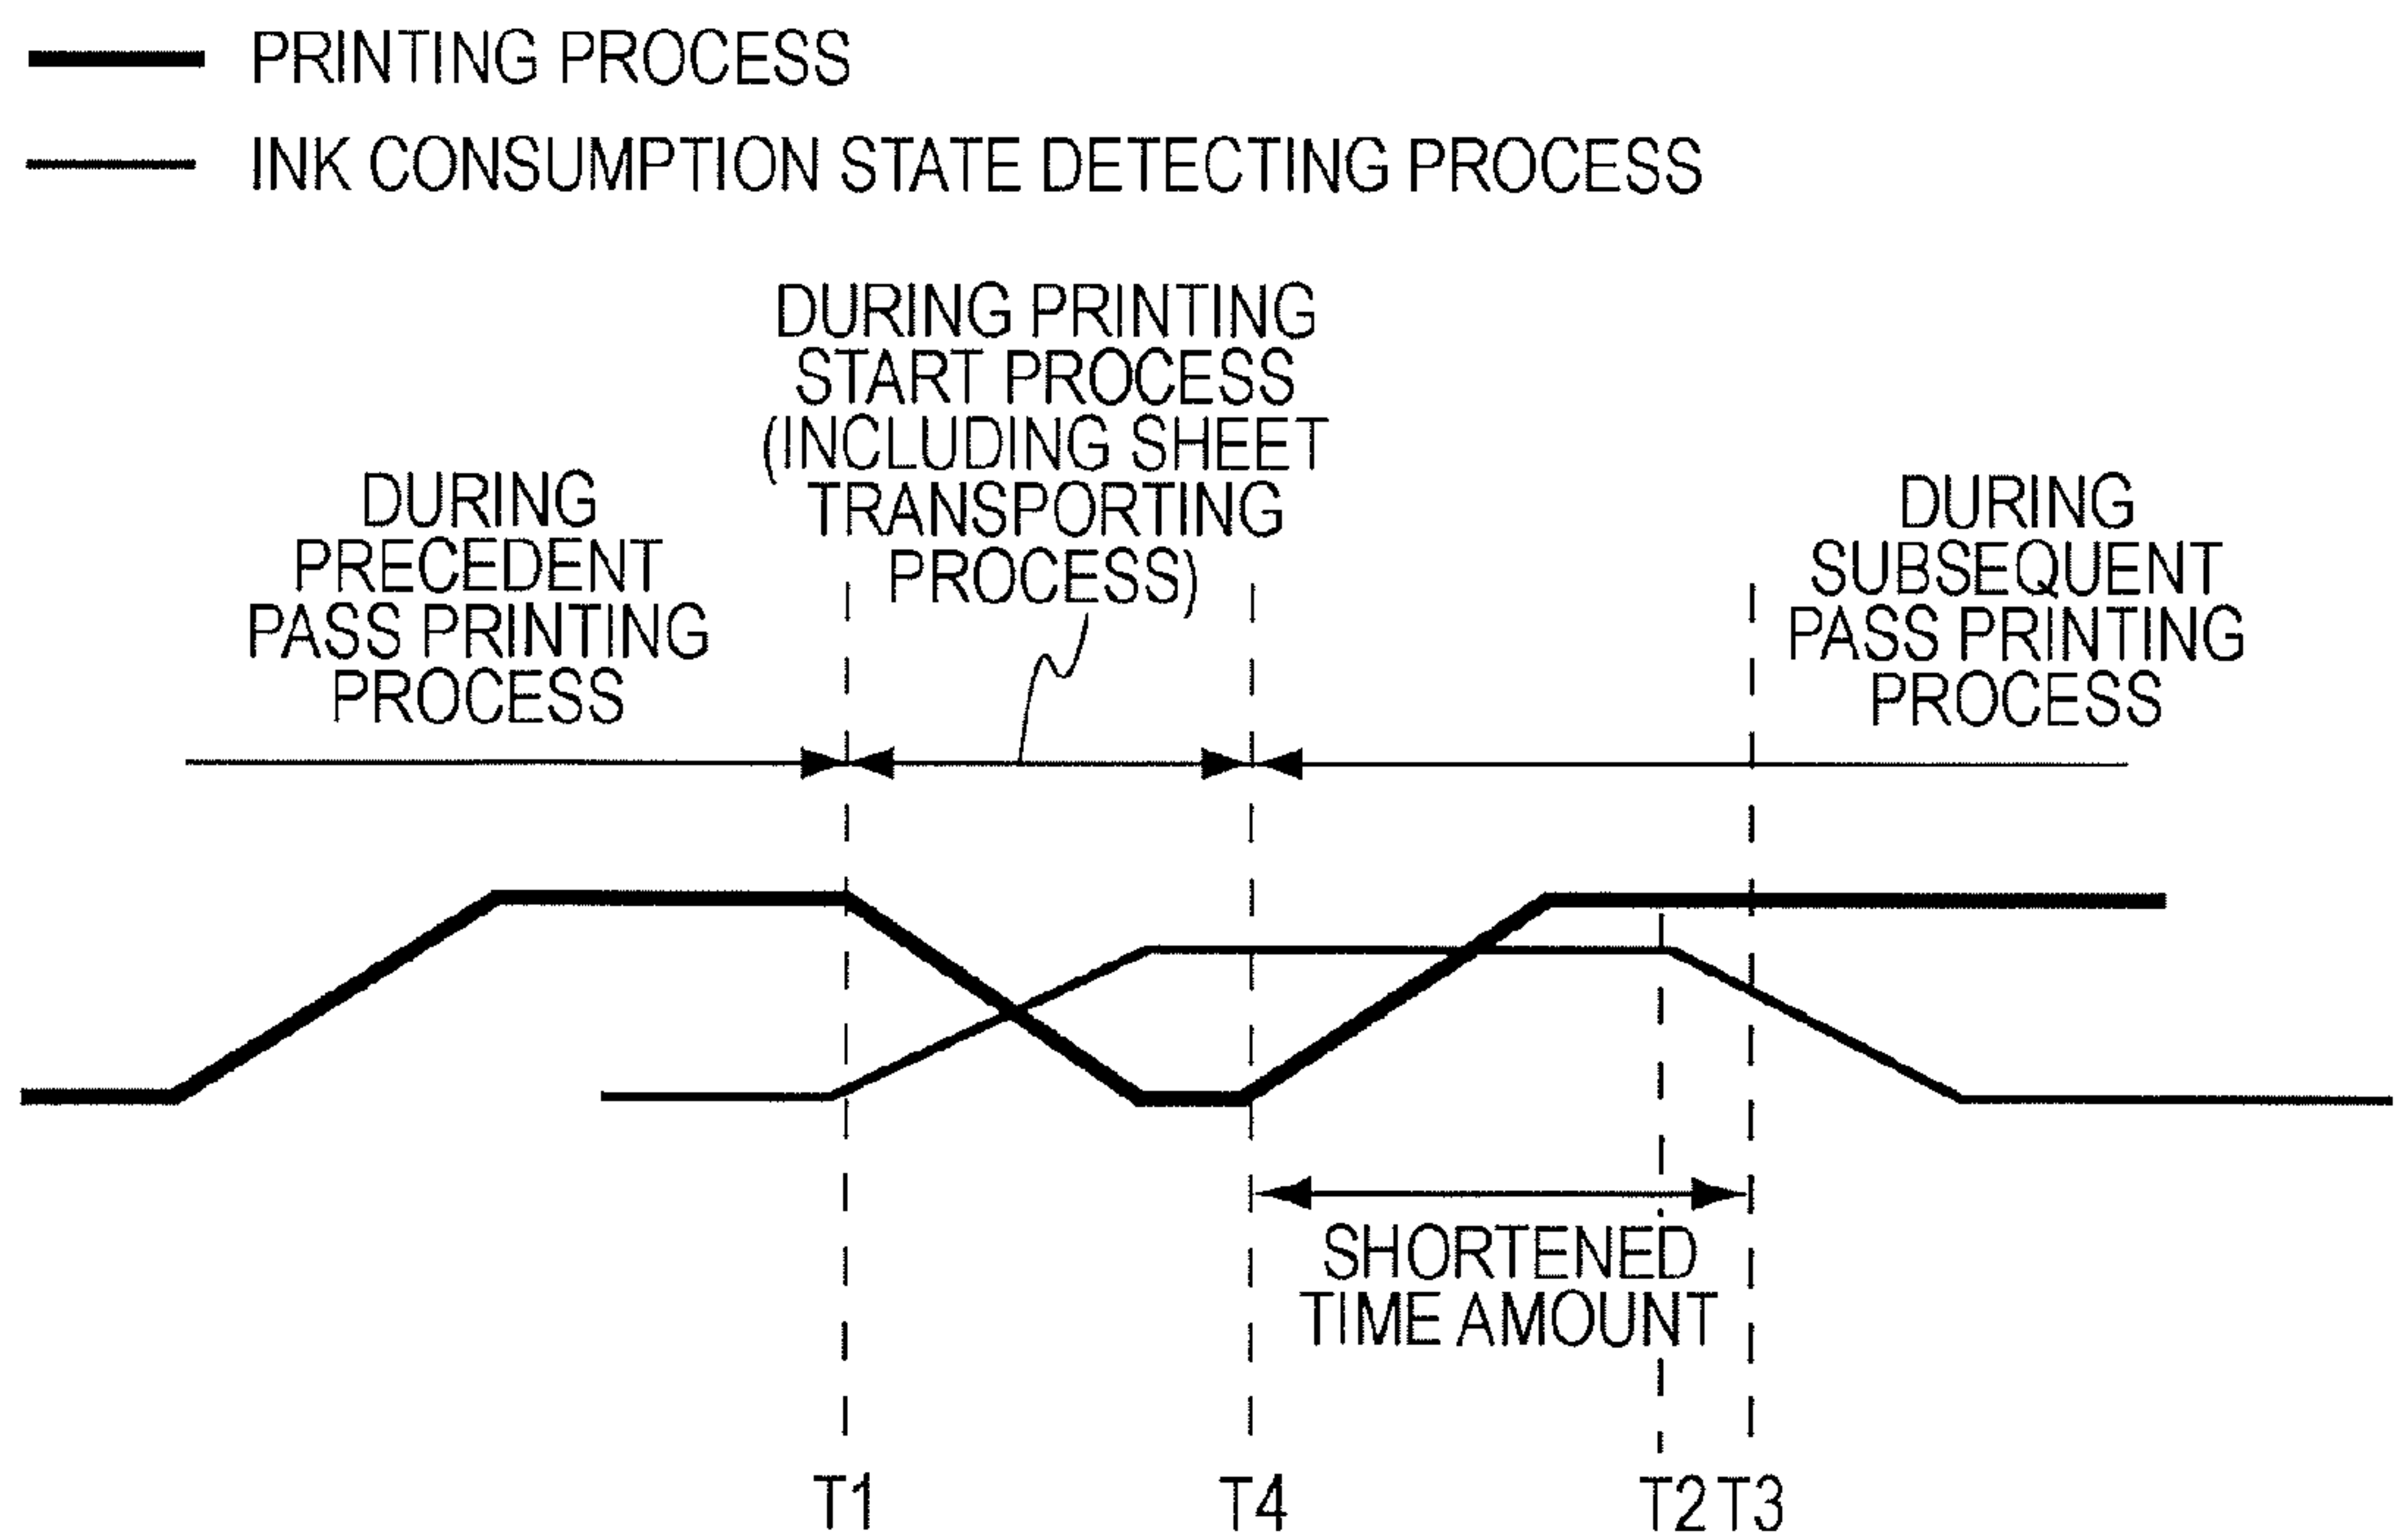 PRINTING PROCESS
INK CONSUMPTION STATE DETECTING PROCESS
DURING PRINTING
START PROCESS
(INCLUDING SHEET
TRANSPORTING
PROCESS)
DURING
PRECEDENT
PASS PRINTING
PROCESS
DURING
SUBSEQUENT
PASS PRINTING
PROCESS
SHORTENED
TIME AMOUNT
T1
T4
T2
T3